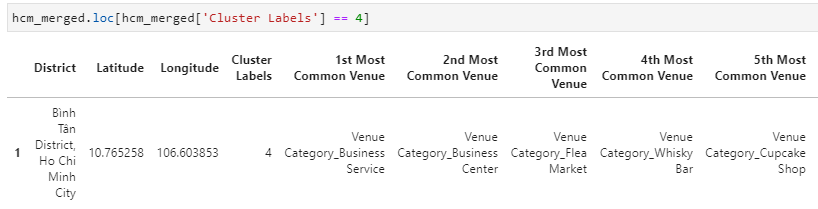 hcm_merged.loc[hcm_merged['Cluster Labels'] == 4]
District Latitude Longitude Cluster Labels 1st Most Common Venue 2nd Most Common Venue 3rd Most Common Venue 4th Most Common Venue 5th Most Common Venue
1 Bình Tân District, Ho Chi Minh City 10.765258 106.603853 4 Venue Category_Business Service Venue Category_Business Center Venue Category_Flea Market Venue Category_Whisky Bar Venue Category_Cupcake Shop